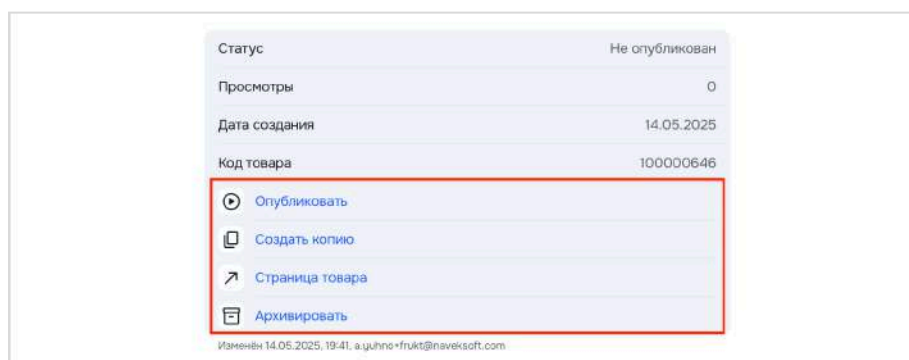 Статус Не опубликован
Просмотры 0
Дата создания 14.05.2025
Код товара 100000646
Опубликовать
Создать копию
Страница товара
Архивировать
Изменён 14.05.2025, 19:41, a.yuhno+frukt@naveksoft.com